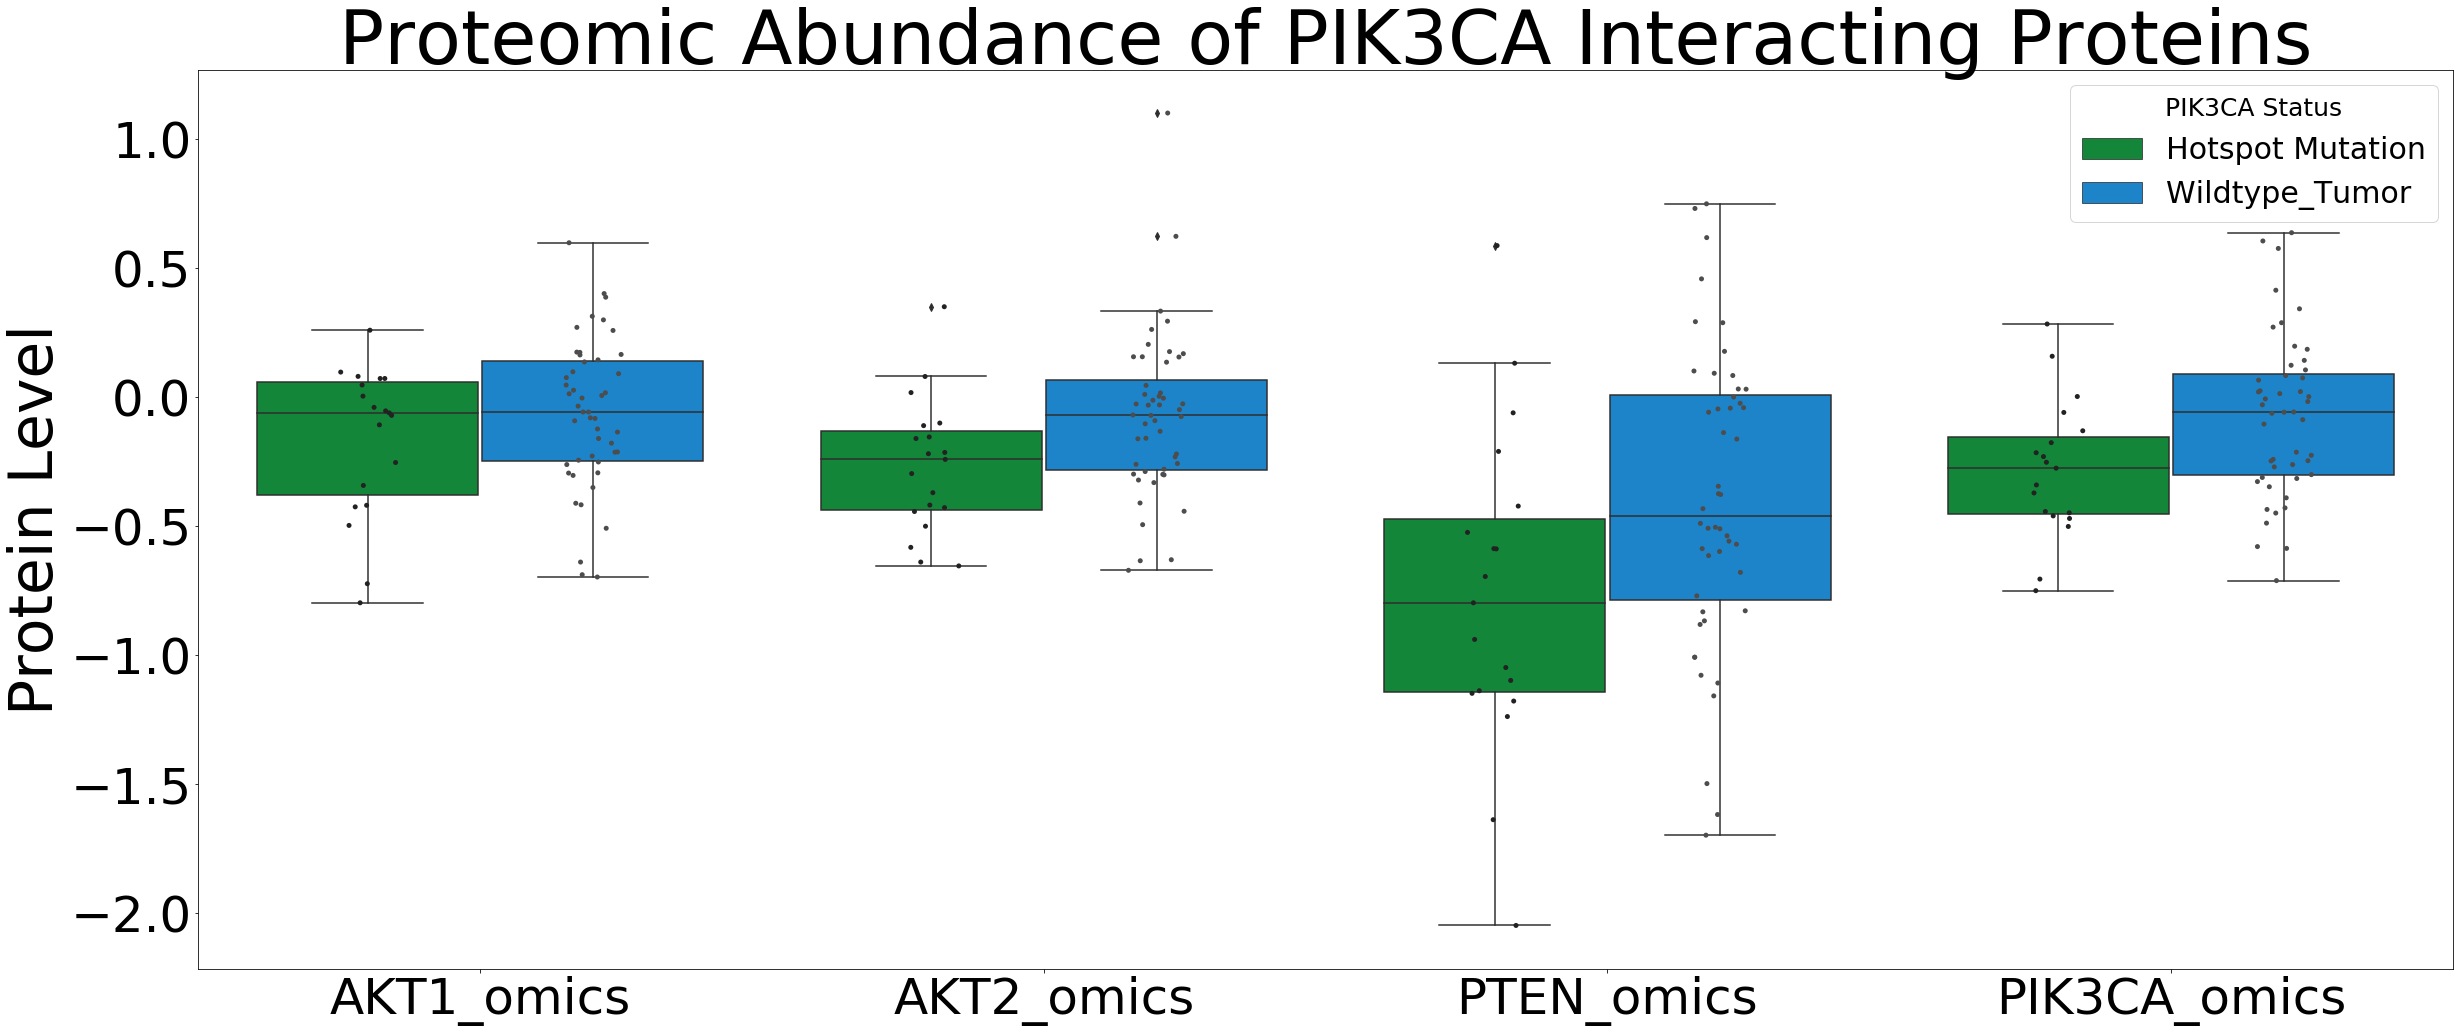 Proteomic Abundance of PIK3CA Interacting Proteins
PIK3CA Status
Hotspot Mutation
Wildtype_Tumor
Protein Level
1.0
0.5
0.0
−0.5
−1.0
−1.5
−2.0
AKT1_omics
AKT2_omics
PTEN_omics
PIK3CA_omics